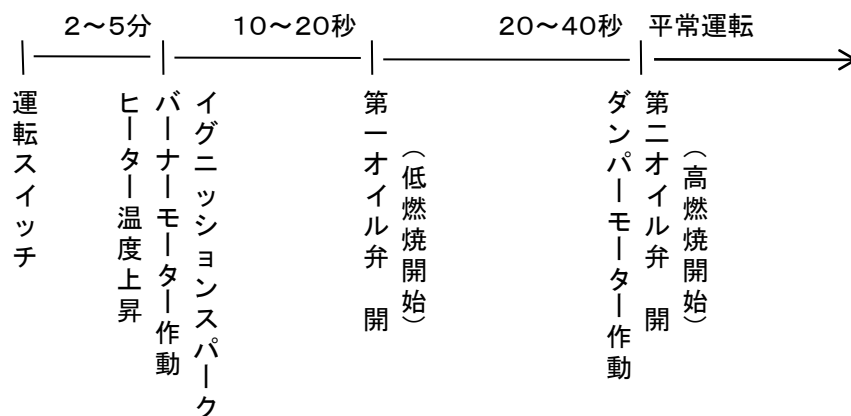 2～5分
10～20秒
20～40秒
平常運転
運転スイッチ
ヒーター温度上昇
バーナーモーター作動
イグニッションスパーク
第一オイル弁　開
（低燃焼開始）
ダンパーモーター作動
第二オイル弁　開
（高燃焼開始）